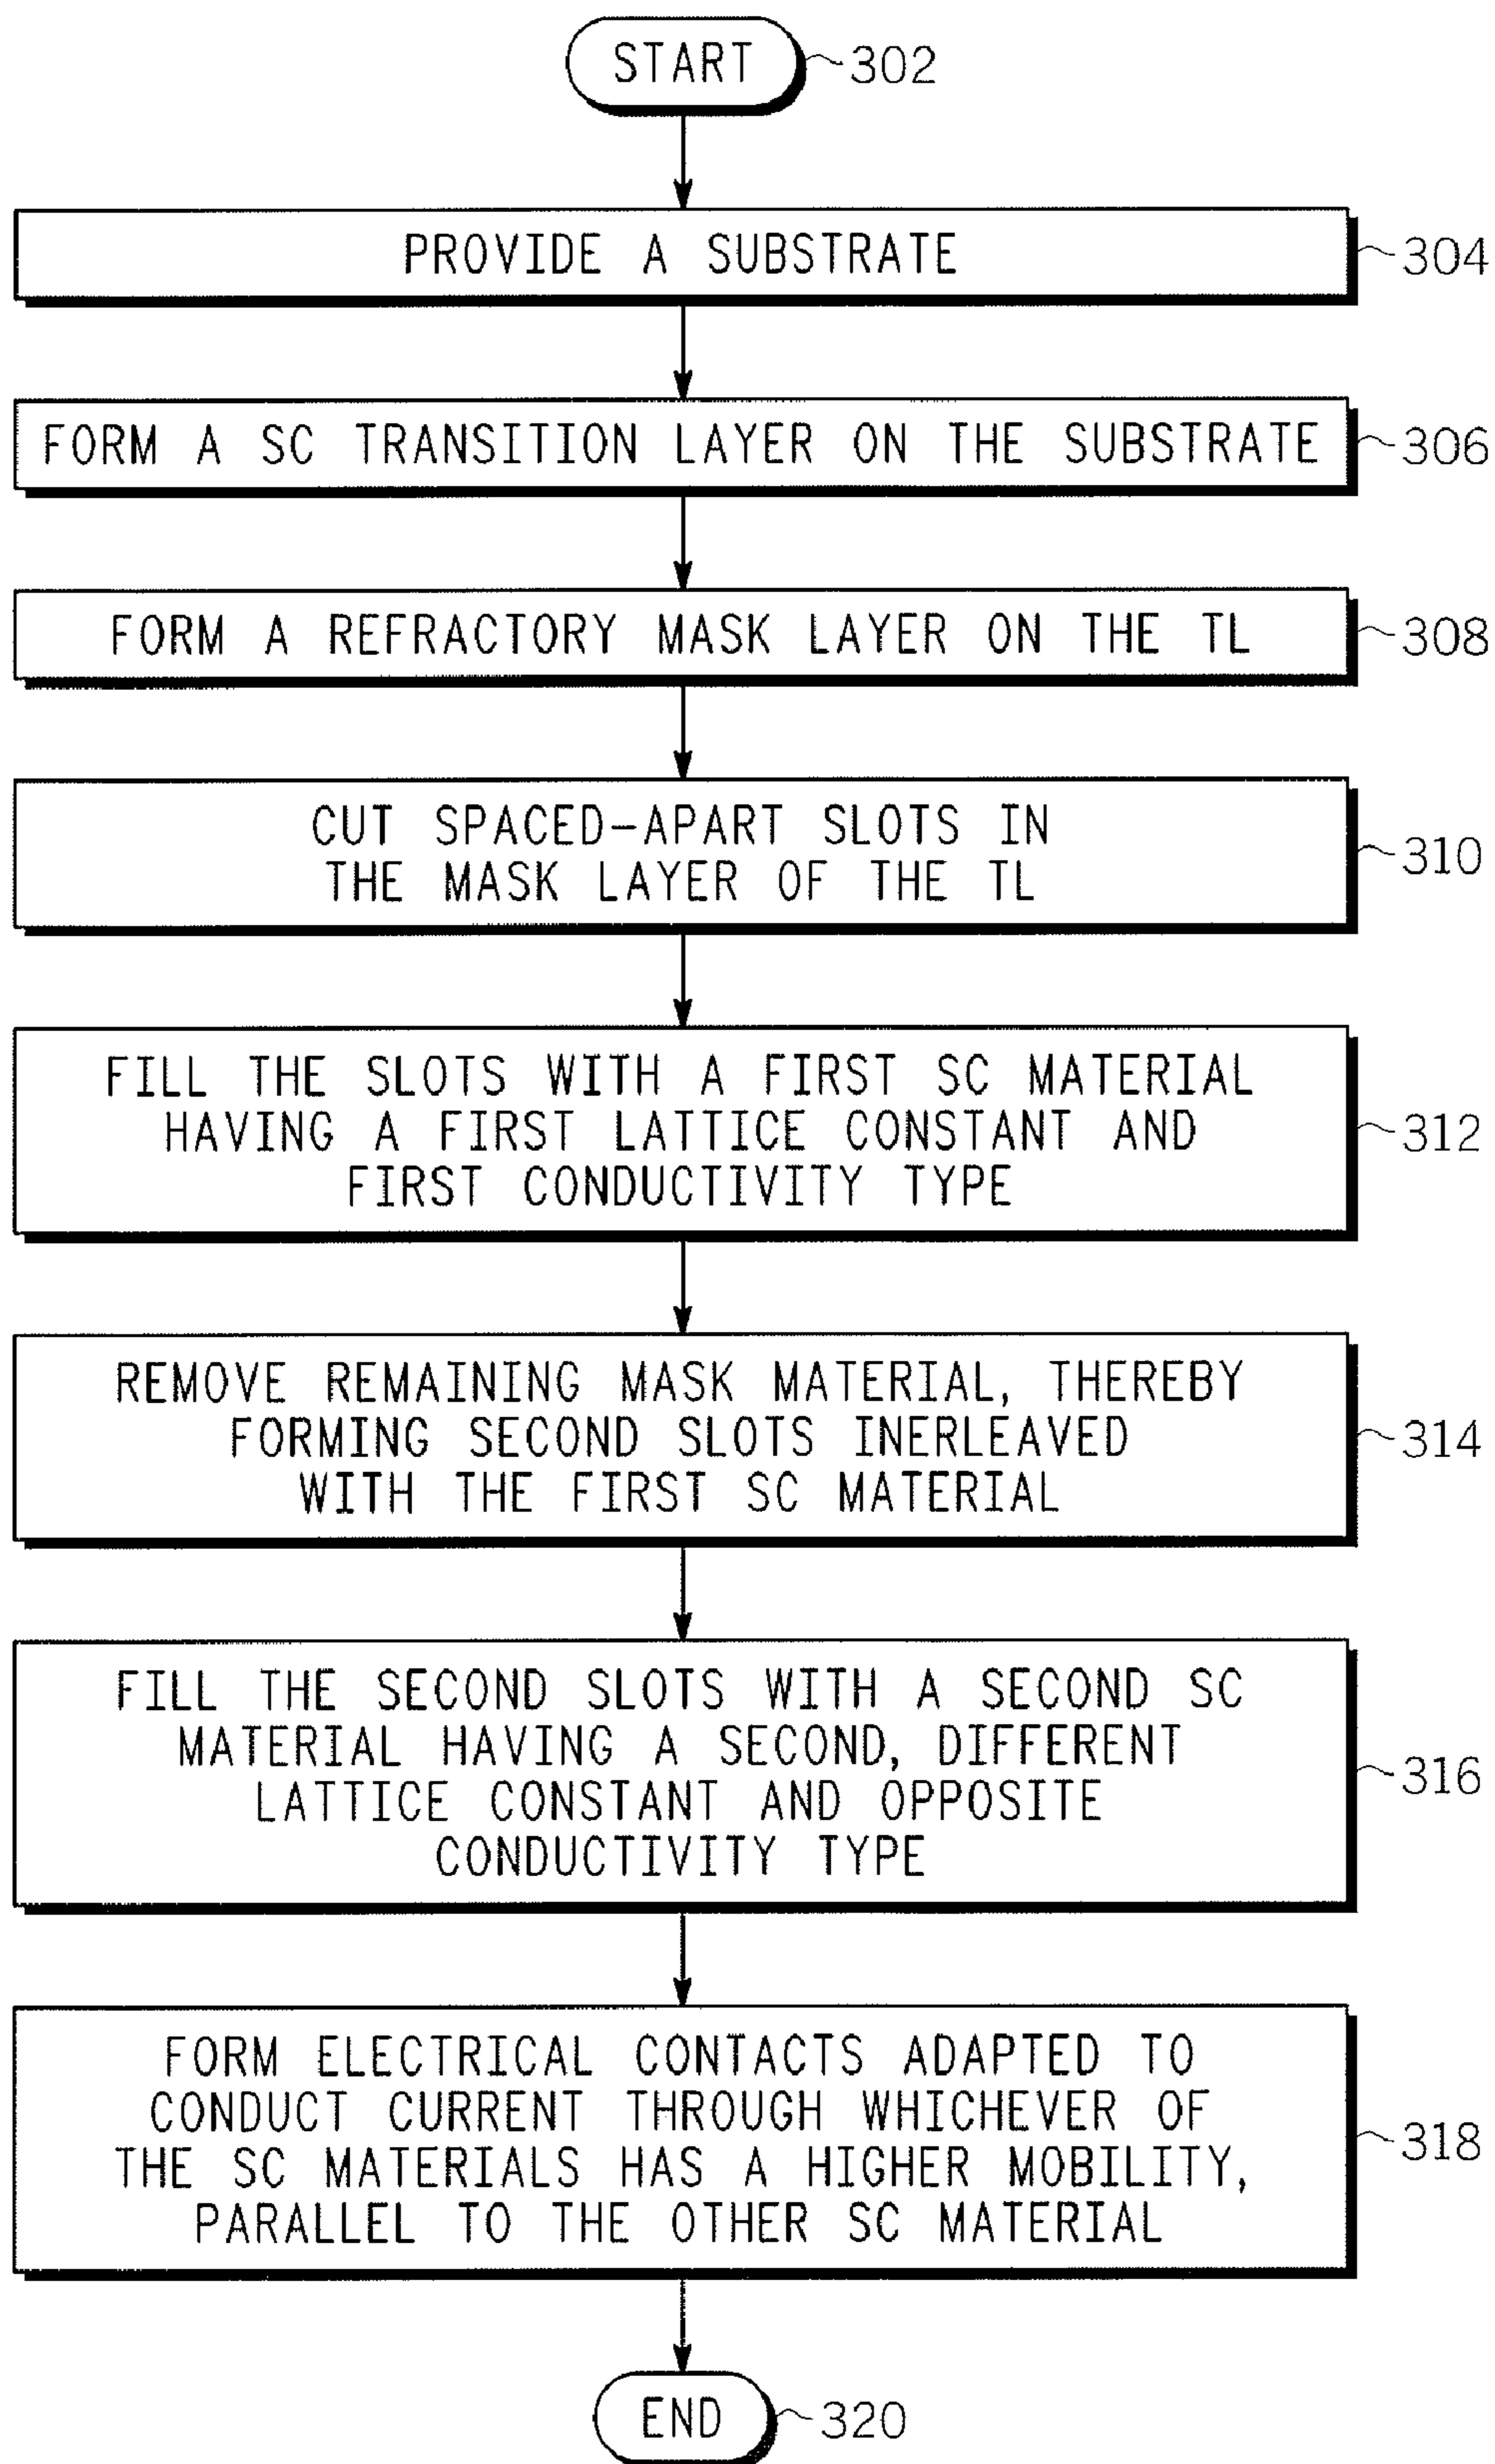 START
302
PROVIDE A SUBSTRATE
304
FORM A SC TRANSITION LAYER ON THE SUBSTRATE
306
FORM A REFRACTORY MASK LAYER ON THE TL
308
CUT SPACED-APART SLOTS IN
THE MASK LAYER OF THE TL
310
FILL THE SLOTS WITH A FIRST SC MATERIAL
HAVING A FIRST LATTICE CONSTANT AND
FIRST CONDUCTIVITY TYPE
312
REMOVE REMAINING MASK MATERIAL, THEREBY
FORMING SECOND SLOTS INERLEAVED
WITH THE FIRST SC MATERIAL
314
FILL THE SECOND SLOTS WITH A SECOND SC
MATERIAL HAVING A SECOND, DIFFERENT
LATTICE CONSTANT AND OPPOSITE
CONDUCTIVITY TYPE
316
FORM ELECTRICAL CONTACTS ADAPTED TO
CONDUCT CURRENT THROUGH WHICHEVER OF
THE SC MATERIALS HAS A HIGHER MOBILITY,
PARALLEL TO THE OTHER SC MATERIAL
318
END
320